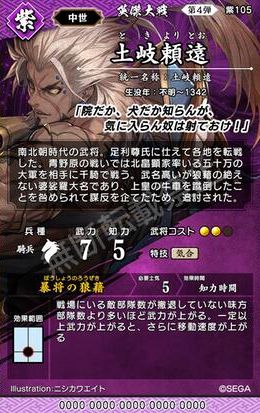 紫
中世
英傑大戦
第4弾
紫105
ときよりとお
土岐頼遠
統一名称：土岐頼遠
生没年：不明～1342
「院だか、犬だか知らんが、
気に入らん奴は射ておけ！」
南北朝時代の武将。足利尊氏に仕えて各地を転戦
した。青野原の戦いでは北畠顕家率いる五十万の
大軍を相手に千騎で戦う。武名高いが狼藉の絶え
ない婆娑羅大名であり、上皇の牛車を蹴倒したこ
とを咎められて謀反を企てたため、追討された。
兵種 武力 知力 武将コスト
騎兵 7 5
特技 気合
ぼうしょうのろうぜき
暴将の狼藉
必要士気 5
効果時間 知力時間
効果範囲
戦場にいる敵部隊数が撤退していない味方
部隊数より多いほど武力が上がる。一定以
上武力が上がると、さらに移動速度が上が
る
Illustration：ニシカワエイト
©SEGA
0000-0000-0000-0000-0000